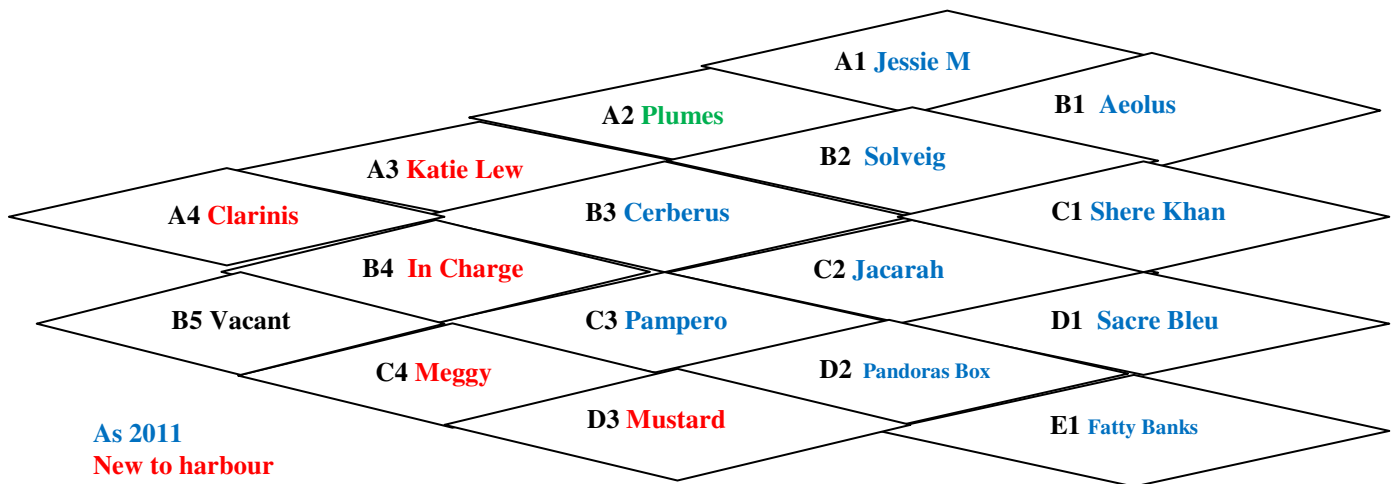 A1 Jessie M
B1 Aeolus
A2 Plumes
B2 Solveig
A3 Katie Lew
A4 Clarinis
B3 Cerberus
C1 Shere Khan
B4 In Charge
C2 Jacarah
B5 Vacant
C3 Pampero
D1 Sacre Bleu
C4 Meggy
D2 Pandoras Box
D3 Mustard
E1 Fatty Banks
As 2011
New to harbour